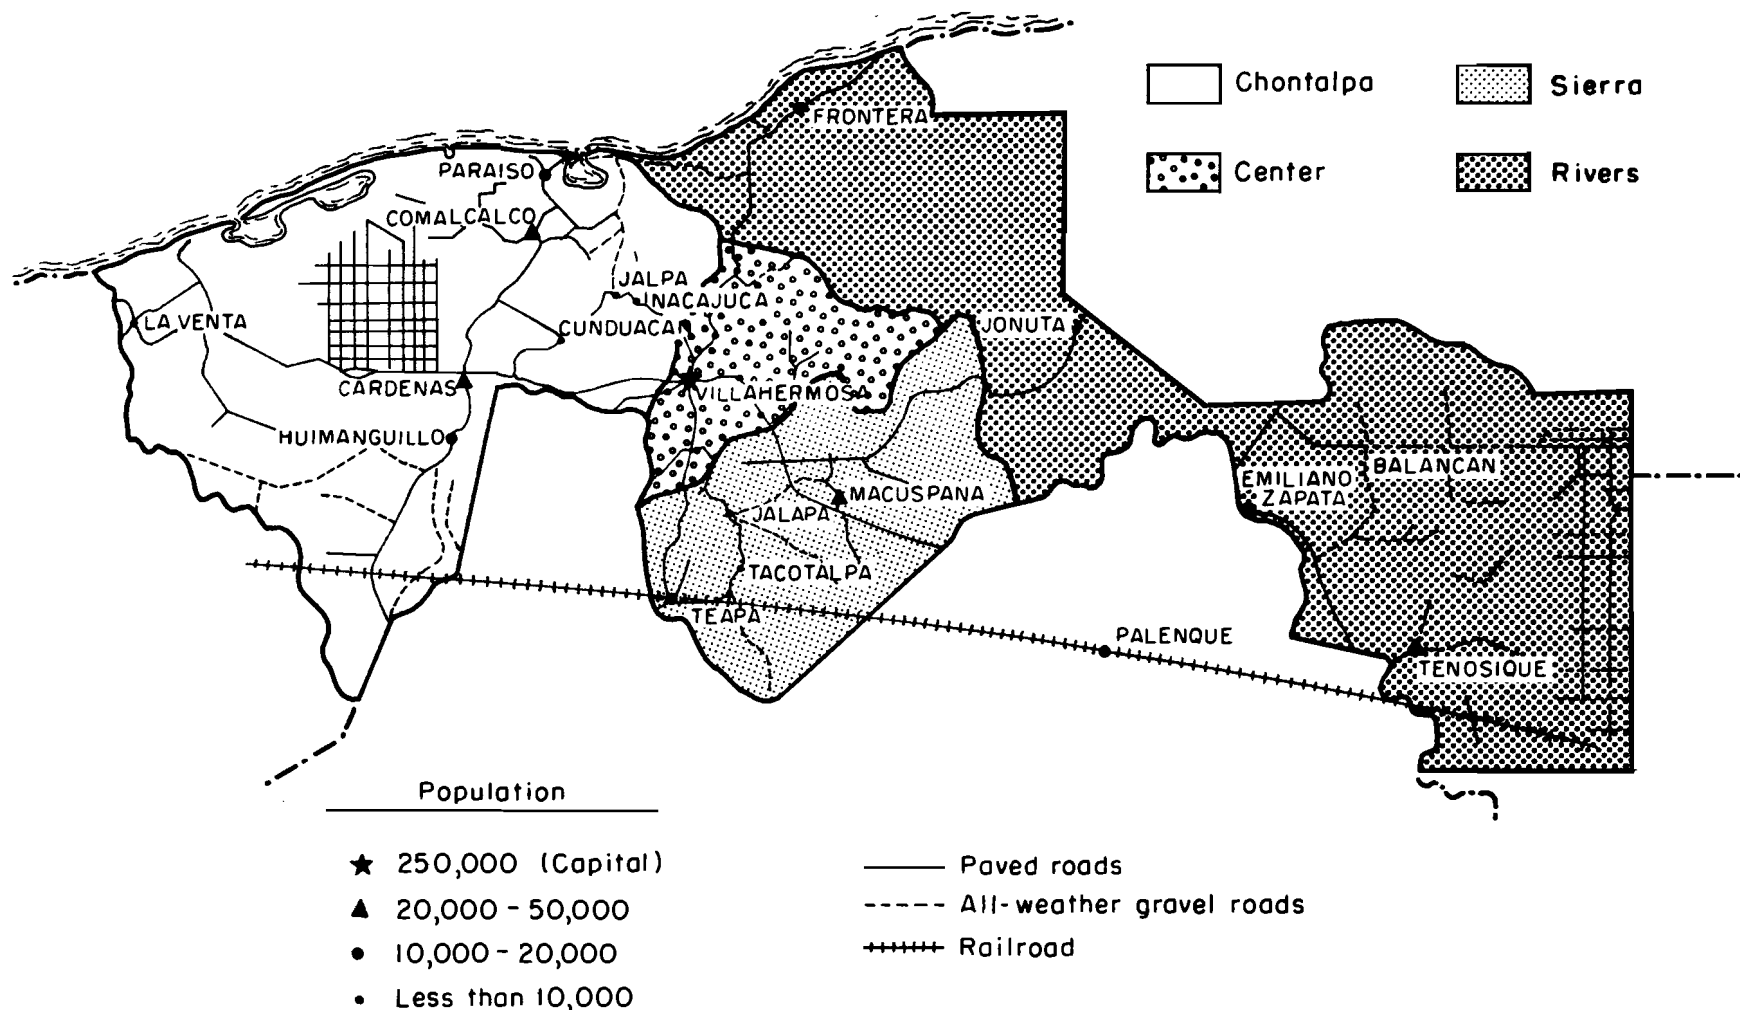 Chontalpa
Sierra
Center
Rivers
FRONTERA
PARAISO
COMALCALCO
JALPA
NACAJUCA
LA VENTA
CUNDUACAN
JONUTA
CARDENAS
VILLAHERMOSA
HUIMANGUILLO
BALANCAN
EMILIANO
ZAPATA
MACUSPANA
JALAPA
TACOTALPA
TEAPA
PALENQUE
TENOSIQUE
Population
250,000 (Capital)
20,000 - 50,000
10,000 - 20,000
Less than 10,000
Paved roads
All-weather gravel roads
Railroad